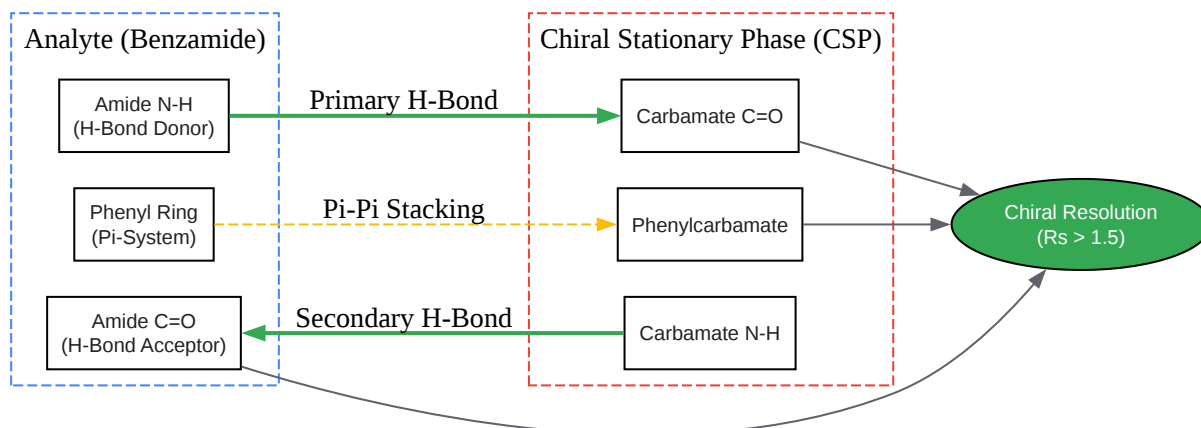 Analyte (Benzamide)
Chiral Stationary Phase (CSP)
Amide N-H
(H-Bond Donor)
Primary H-Bond
Carbamate C=O
Phenyl Ring
(Pi-System)
Pi-Pi Stacking
Phenylcarbamate
Chiral Resolution
(Rs > 1.5)
Amide C=O
(H-Bond Acceptor)
Secondary H-Bond
Carbamate N-H